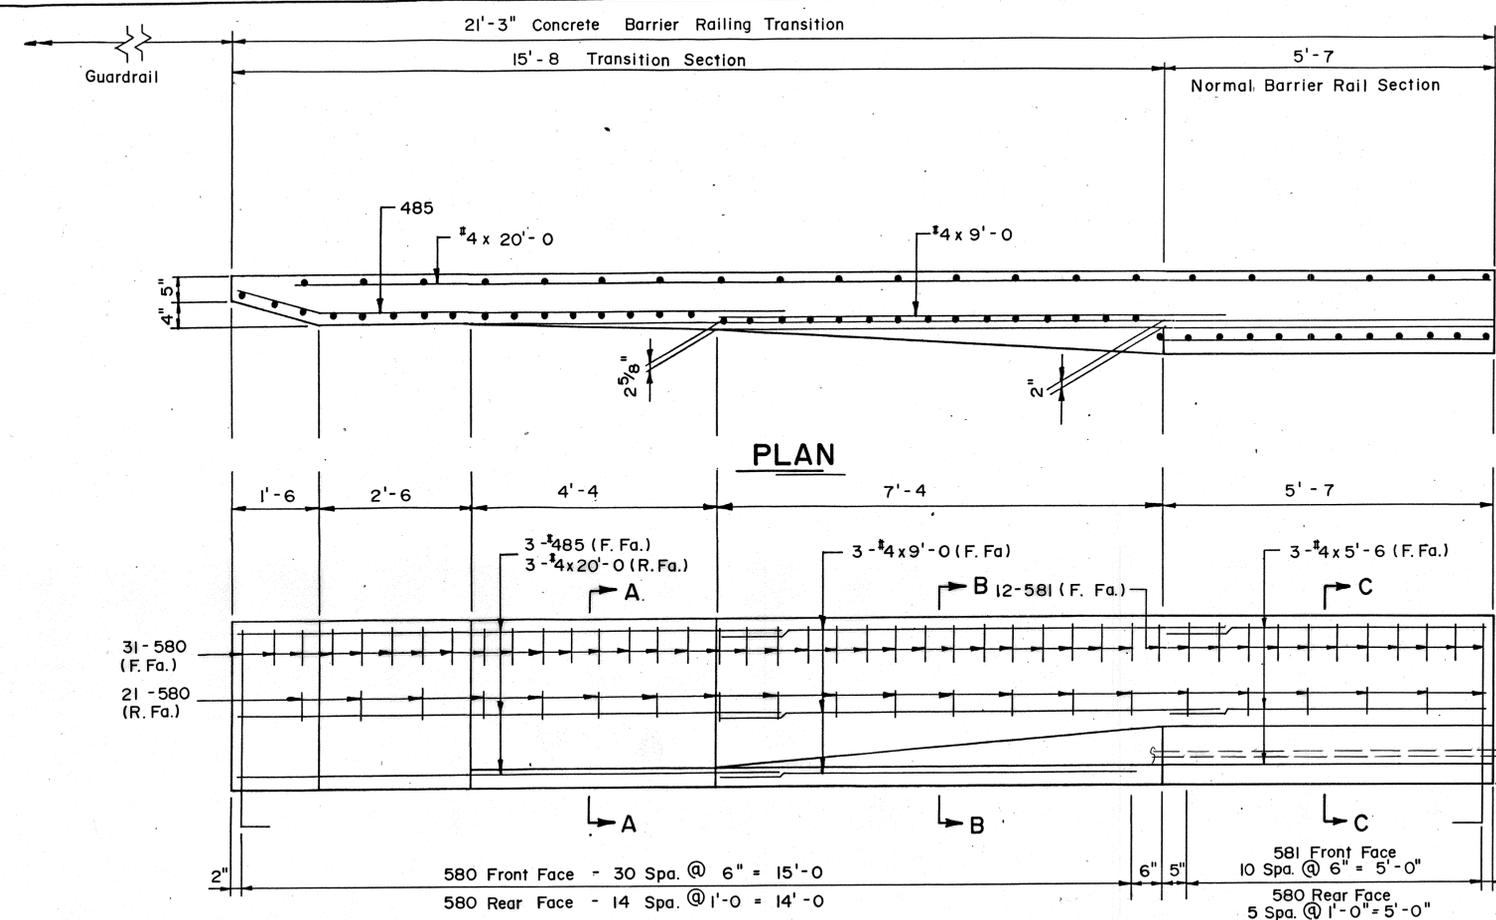 21'-3" Concrete Barrier Railing Transition
15'-8 Transition Section
5'-7
Guardrail
Normal Barrier Rail Section
485
#4 x 20'-0
#4 x 9'-0
5"
4"
2 5/8"
2"
PLAN
1'-6
2'-6
4'-4
7'-4
5'-7
3-#485 (F. Fa.)
3-#4x20'-0 (R. Fa.)
3-#4x9'-0 (F. Fa)
3-#4x5'-6 (F. Fa.)
A
B
12-581 (F. Fa.)
C
31-580
(F. Fa.)
21-580
(R. Fa.)
A
B
C
2"
580 Front Face - 30 Spa. @ 6" = 15'-0
580 Rear Face - 14 Spa. @ 1'-0 = 14'-0
6"
5"
581 Front Face
10 Spa. @ 6" = 5'-0"
580 Rear Face
5 Spa. @ 1'-0" = 5'-0"